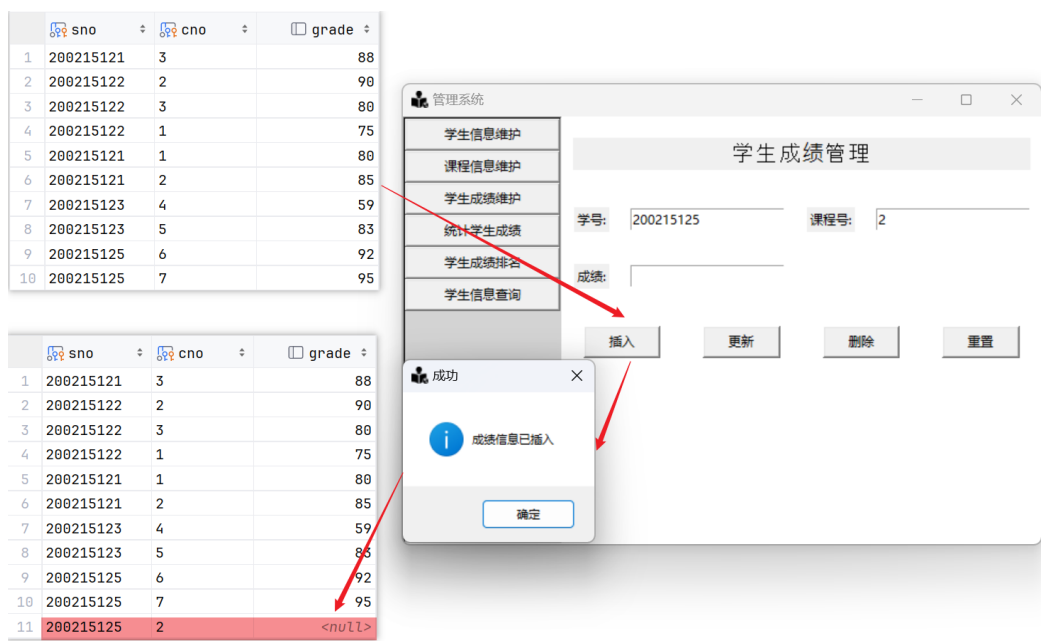 sno cno grade
1 200215121 3 88
2 200215122 2 90
3 200215122 3 80
4 200215122 1 75
5 200215121 1 80
6 200215121 2 85
7 200215123 4 59
8 200215123 5 83
9 200215125 6 92
10 200215125 7 95
管理系统
学生信息维护
课程信息维护
学生成绩维护
统计学生成绩
学生成绩排名
学生信息查询
学生成绩管理
学号: 200215125 课程号: 2
成绩:
插入 更新 删除 重置
成功
成绩信息已插入
确定
sno cno grade
1 200215121 3 88
2 200215122 2 90
3 200215122 3 80
4 200215122 1 75
5 200215121 1 80
6 200215121 2 85
7 200215123 4 59
8 200215123 5 83
9 200215125 6 92
10 200215125 7 95
11 200215125 2 <null>